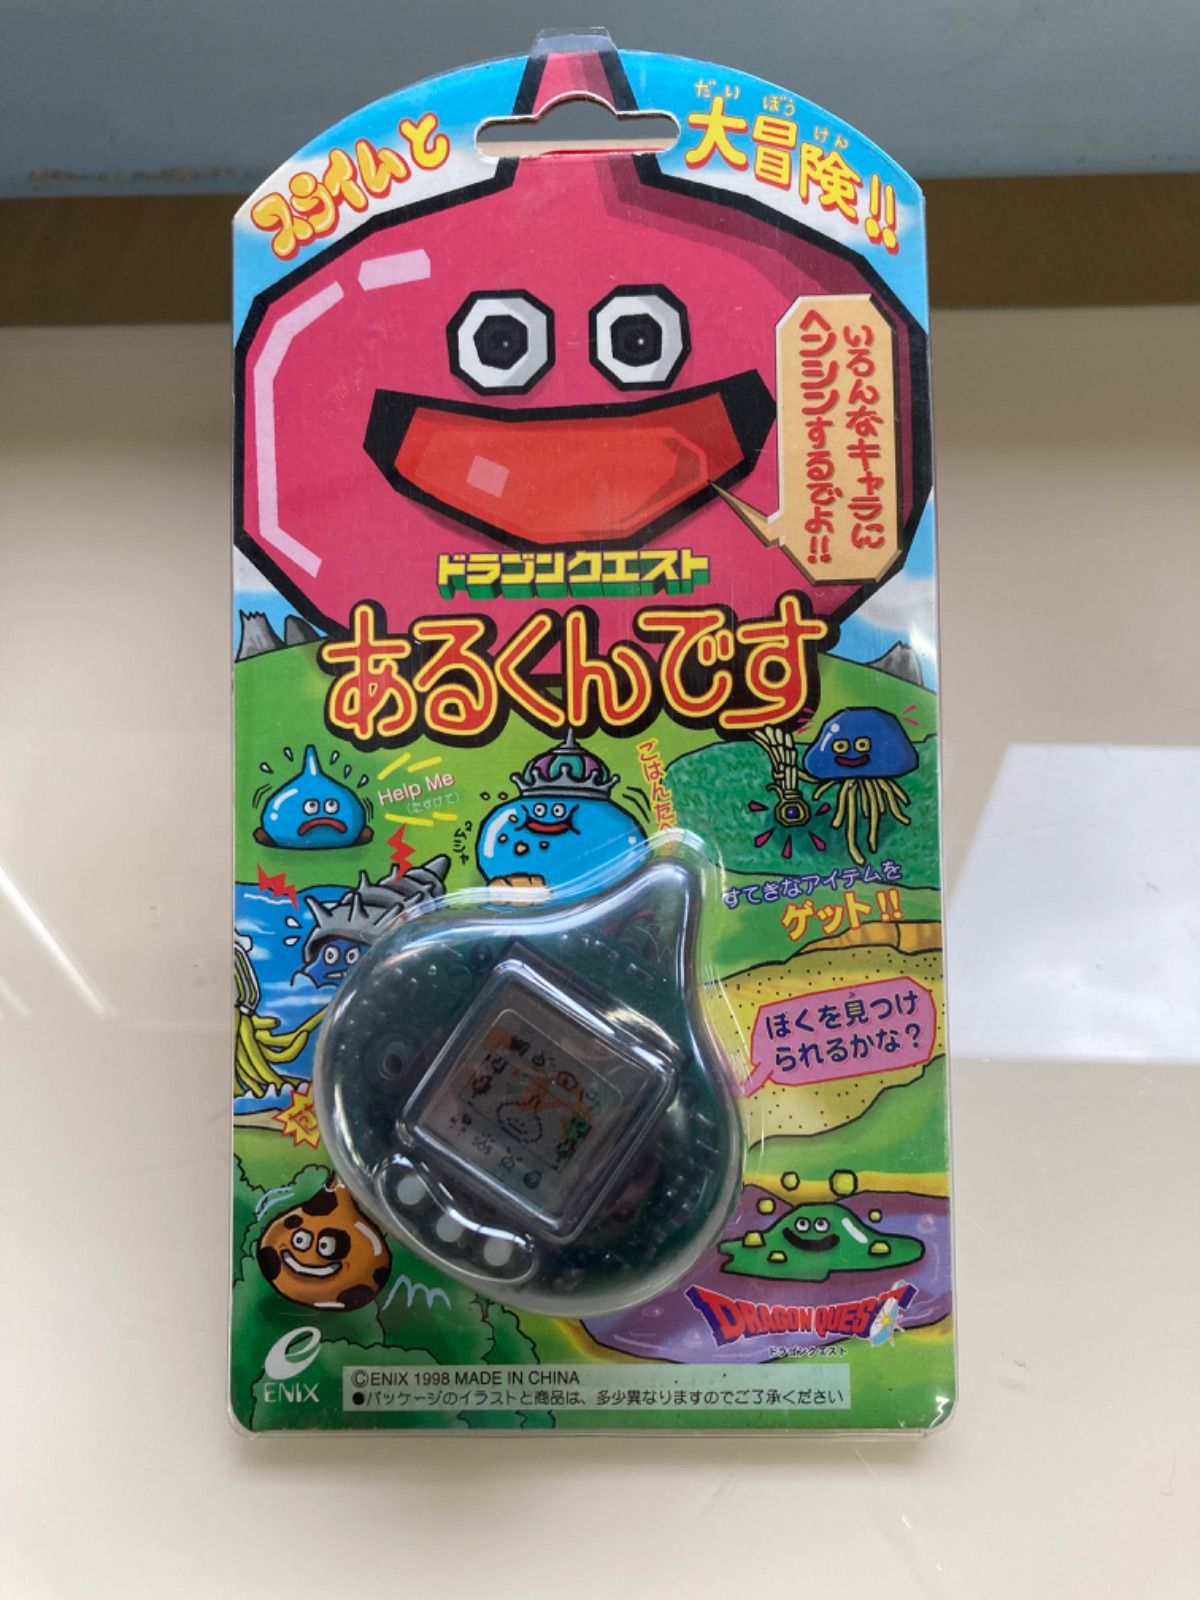 スライムと
だいぼうけん
大冒険!!
いろんなキャラに
ヘンシンするでよ!!
ドラゴンクエスト
あるくんです
Help Me
(たすけて)
ムシャ2
すてきなアイテムを
ゲット!!
ぼくを見つけ
られるかな?
SOS
DRAGON QUEST
ドラゴンクエスト
ENIX
©ENIX 1998 MADE IN CHINA
●パッケージのイラストと商品は、多少異なりますのでご了承ください